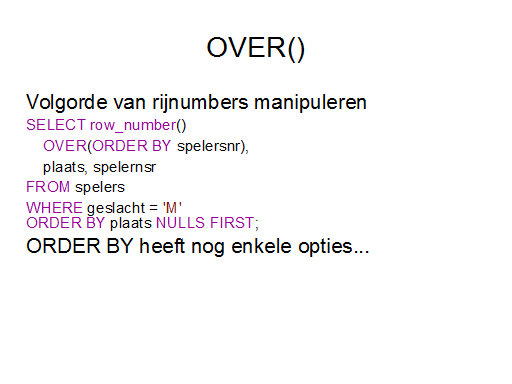 OVER()
Volgorde van rijnumbers manipuleren
SELECT row_number()
OVER(ORDER BY spelersnr),
plaats, spelernsr
FROM spelers
WHERE geslacht = 'M'
ORDER BY plaats NULLS FIRST;
ORDER BY heeft nog enkele opties...